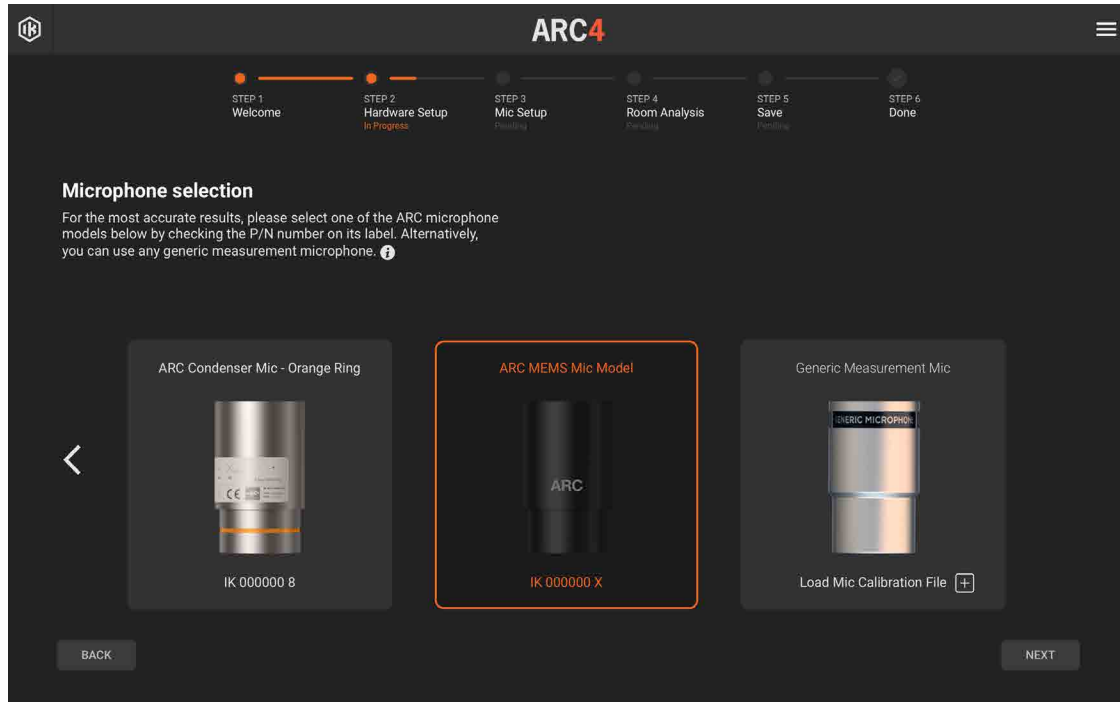 ARC4
STEP 1
Welcome
STEP 2
Hardware Setup
In Progress
STEP 3
Mic Setup
Pending
STEP 4
Room Analysis
Pending
STEP 5
Save
Pending
STEP 6
Done
Microphone selection
For the most accurate results, please select one of the ARC microphone
models below by checking the P/N number on its label. Alternatively,
you can use any generic measurement microphone.
ARC Condenser Mic - Orange Ring
CE
IK 000000 8
ARC MEMS Mic Model
ARC
IK 000000 X
Generic Measurement Mic
GENERIC MICROPHONE
Load Mic Calibration File
BACK
NEXT